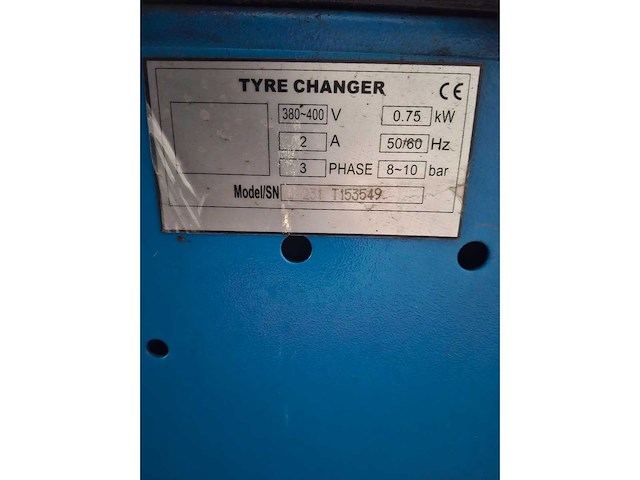 TYRE CHANGER CE
380~400 V 0.75 kW
2 A 50/60 Hz
3 PHASE 8~10 bar
Model/SN T153549